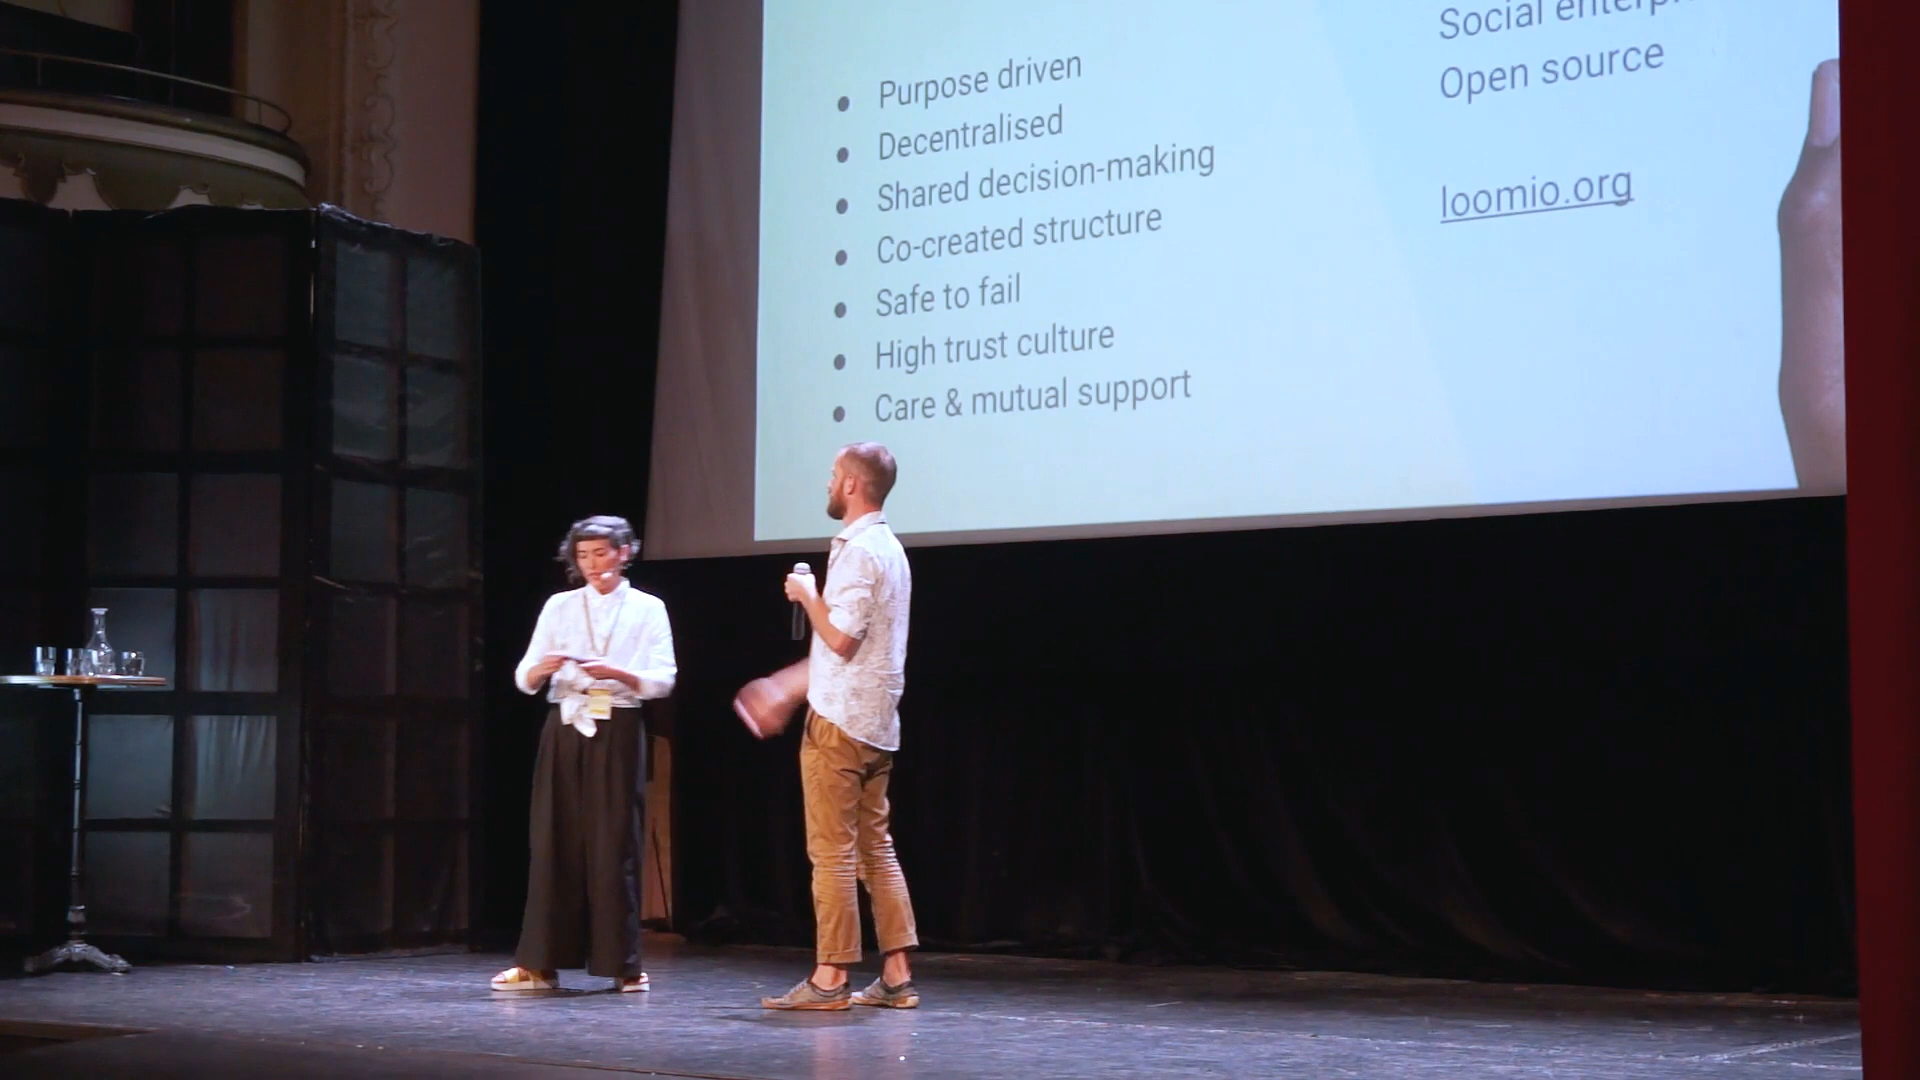 Purpose driven
Decentralised
Shared decision-making
Co-created structure
Safe to fail
High trust culture
Care & mutual support
Social
Open source
loomio.org